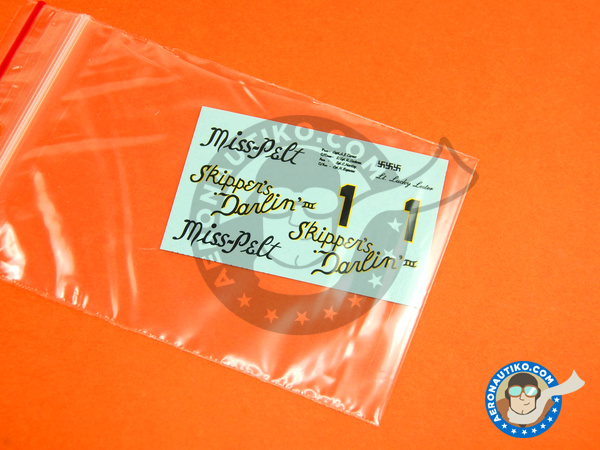 Miss-Pelt
Lt. Lucky Lester
Skipper's
Darlin' III
1
1
Skipper's
Darlin' III
Miss-Pelt
AERONAUTIKO.COM
AERONAUTIKO.COM